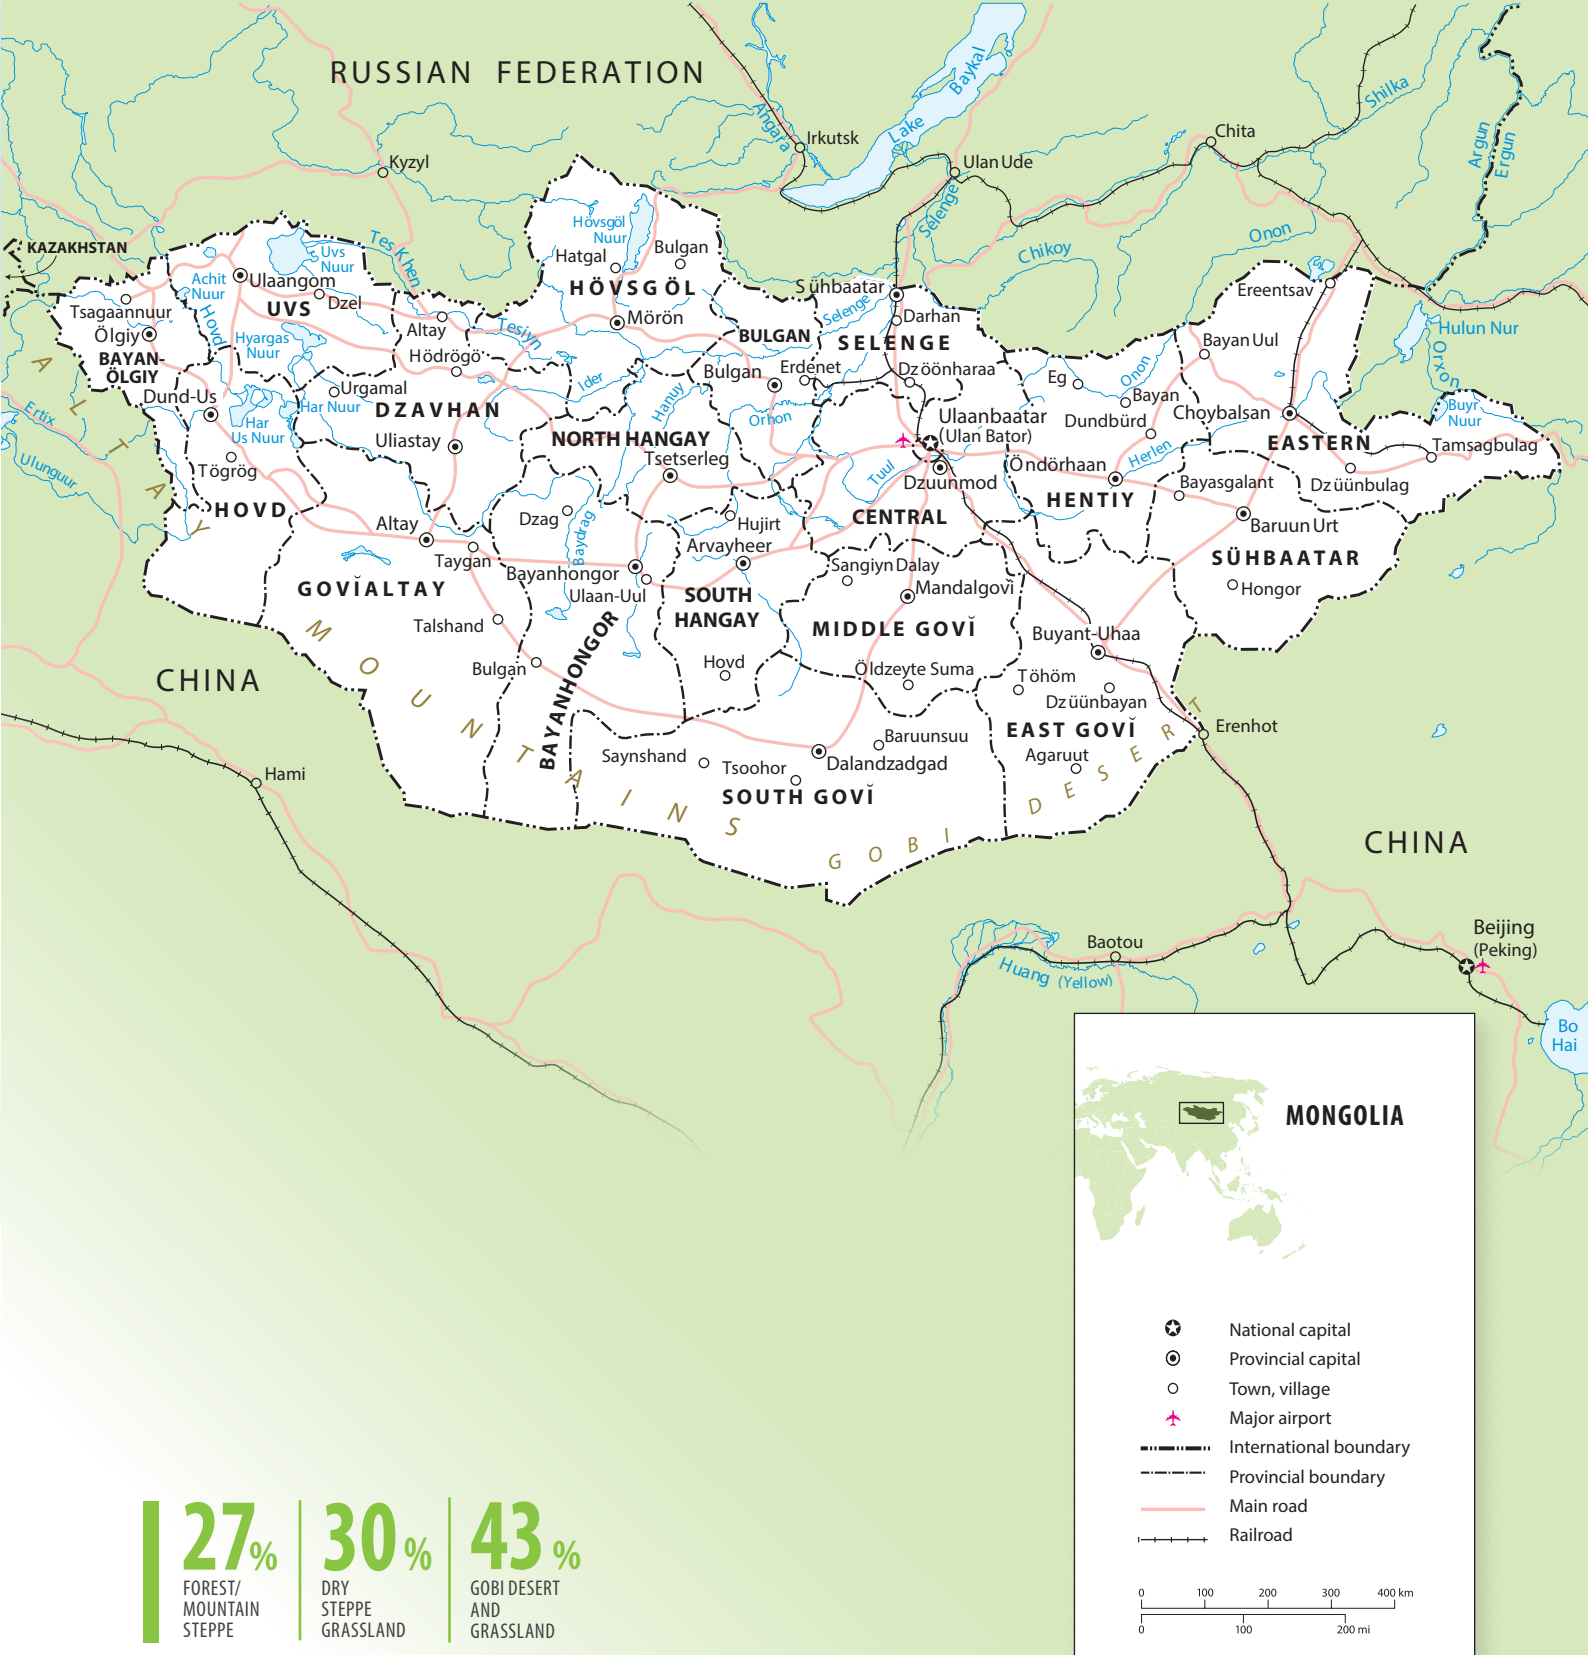 RUSSIAN FEDERATION
Lake Baykal
Angara
Irkutsk
Ulan Ude
Selenge
Chita
Shilka
Argun
Ergun
Kyzyl
Chikoy
Onon
KAZAKHSTAN
Tes Khen
Uvs
Nuur
Achit
Nuur
Ulaangom
Dzel
UVS
Hovd
Hyargas
Nuur
Tsagaannuur
Ölgiy
BAYAN-
ÖLGIY
Hövsgöl
Nuur
Hatgal
Bulgan
HÖVSGÖL
Mörön
Altay
Tesiyn
Hödrögö
Sühbaatar
Selenge
Darhan
BULGAN
SELENGE
Ereentsav
Hulun Nur
Orxon
Bayan Uul
Bulgan
Erdenet
Dzöönharaa
Eg
Onon
Bayan
Dund-Us
Urgamal
Har Nuur
DZAVHAN
Ider
Hanuy
Orhon
Ulaanbaatar
(Ulan Bator)
Dundbürd
Choybalsan
Buyr
Nuur
Har
Us Nuur
Uliastay
NORTH HANGAY
Tsetserleg
EASTERN
Tamsagbulag
Ertix
Ulunguur
Tögrög
Tuul
Dzuunmod
Öndörhaan
Herlen
Bayasgalant
Dzüünbulag
HENTIY
HOVD
Altay
Dzag
Baydrag
Hujirt
CENTRAL
Baruun Urt
Arvayheer
Taygan
Bayanhongor
Sangiyn Dalay
SÜHBAATAR
GOVĬALTAY
Ulaan-Uul
SOUTH
HANGAY
Mandalgovĭ
Hongor
Talshand
MIDDLE GOVĬ
Buyant-Uhaa
Bulgan
BAYANHONGOR
Hovd
Öldzeyte Suma
Töhöm
Dzüünbayan
CHINA
EAST GOVĬ
Erenhot
Baruunsuu
Saynshand
Tsoohor
Dalandzadgad
Agaruut
SOUTH GOVĬ
ALTAY MOUNTAINS
GOBI DESERT
Hami
CHINA
Beijing
(Peking)
Baotou
Huang (Yellow)
Bo
Hai
MONGOLIA
National capital
Provincial capital
Town, village
Major airport
International boundary
Provincial boundary
Main road
Railroad
0 100 200 300 400 km
0 100 200 mi
27%
FOREST/
MOUNTAIN
STEPPE
30%
DRY
STEPPE
GRASSLAND
43%
GOBI DESERT
AND
GRASSLAND